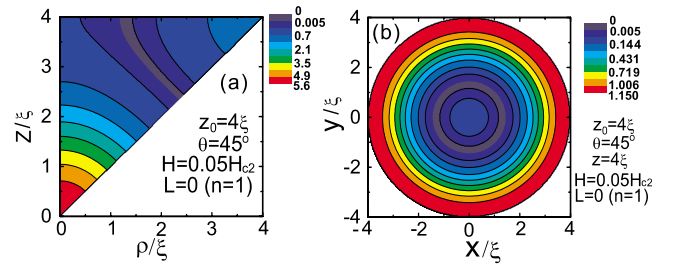 4
3
2
1
0
z/ξ
0
1
2
3
4
ρ/ξ
(a)
z₀=4ξ
θ=45°
H=0.05H_c2
L=0 (n=1)
0
0.005
0.7
2.1
3.5
4.9
5.6
(b)
4
2
0
-2
-4
y/ξ
-4
-2
0
2
4
X/ξ
0
0.005
0.144
0.431
0.719
1.006
1.150
z₀=4ξ
θ=45°
z=4ξ
H=0.05H_c2
L=0 (n=1)